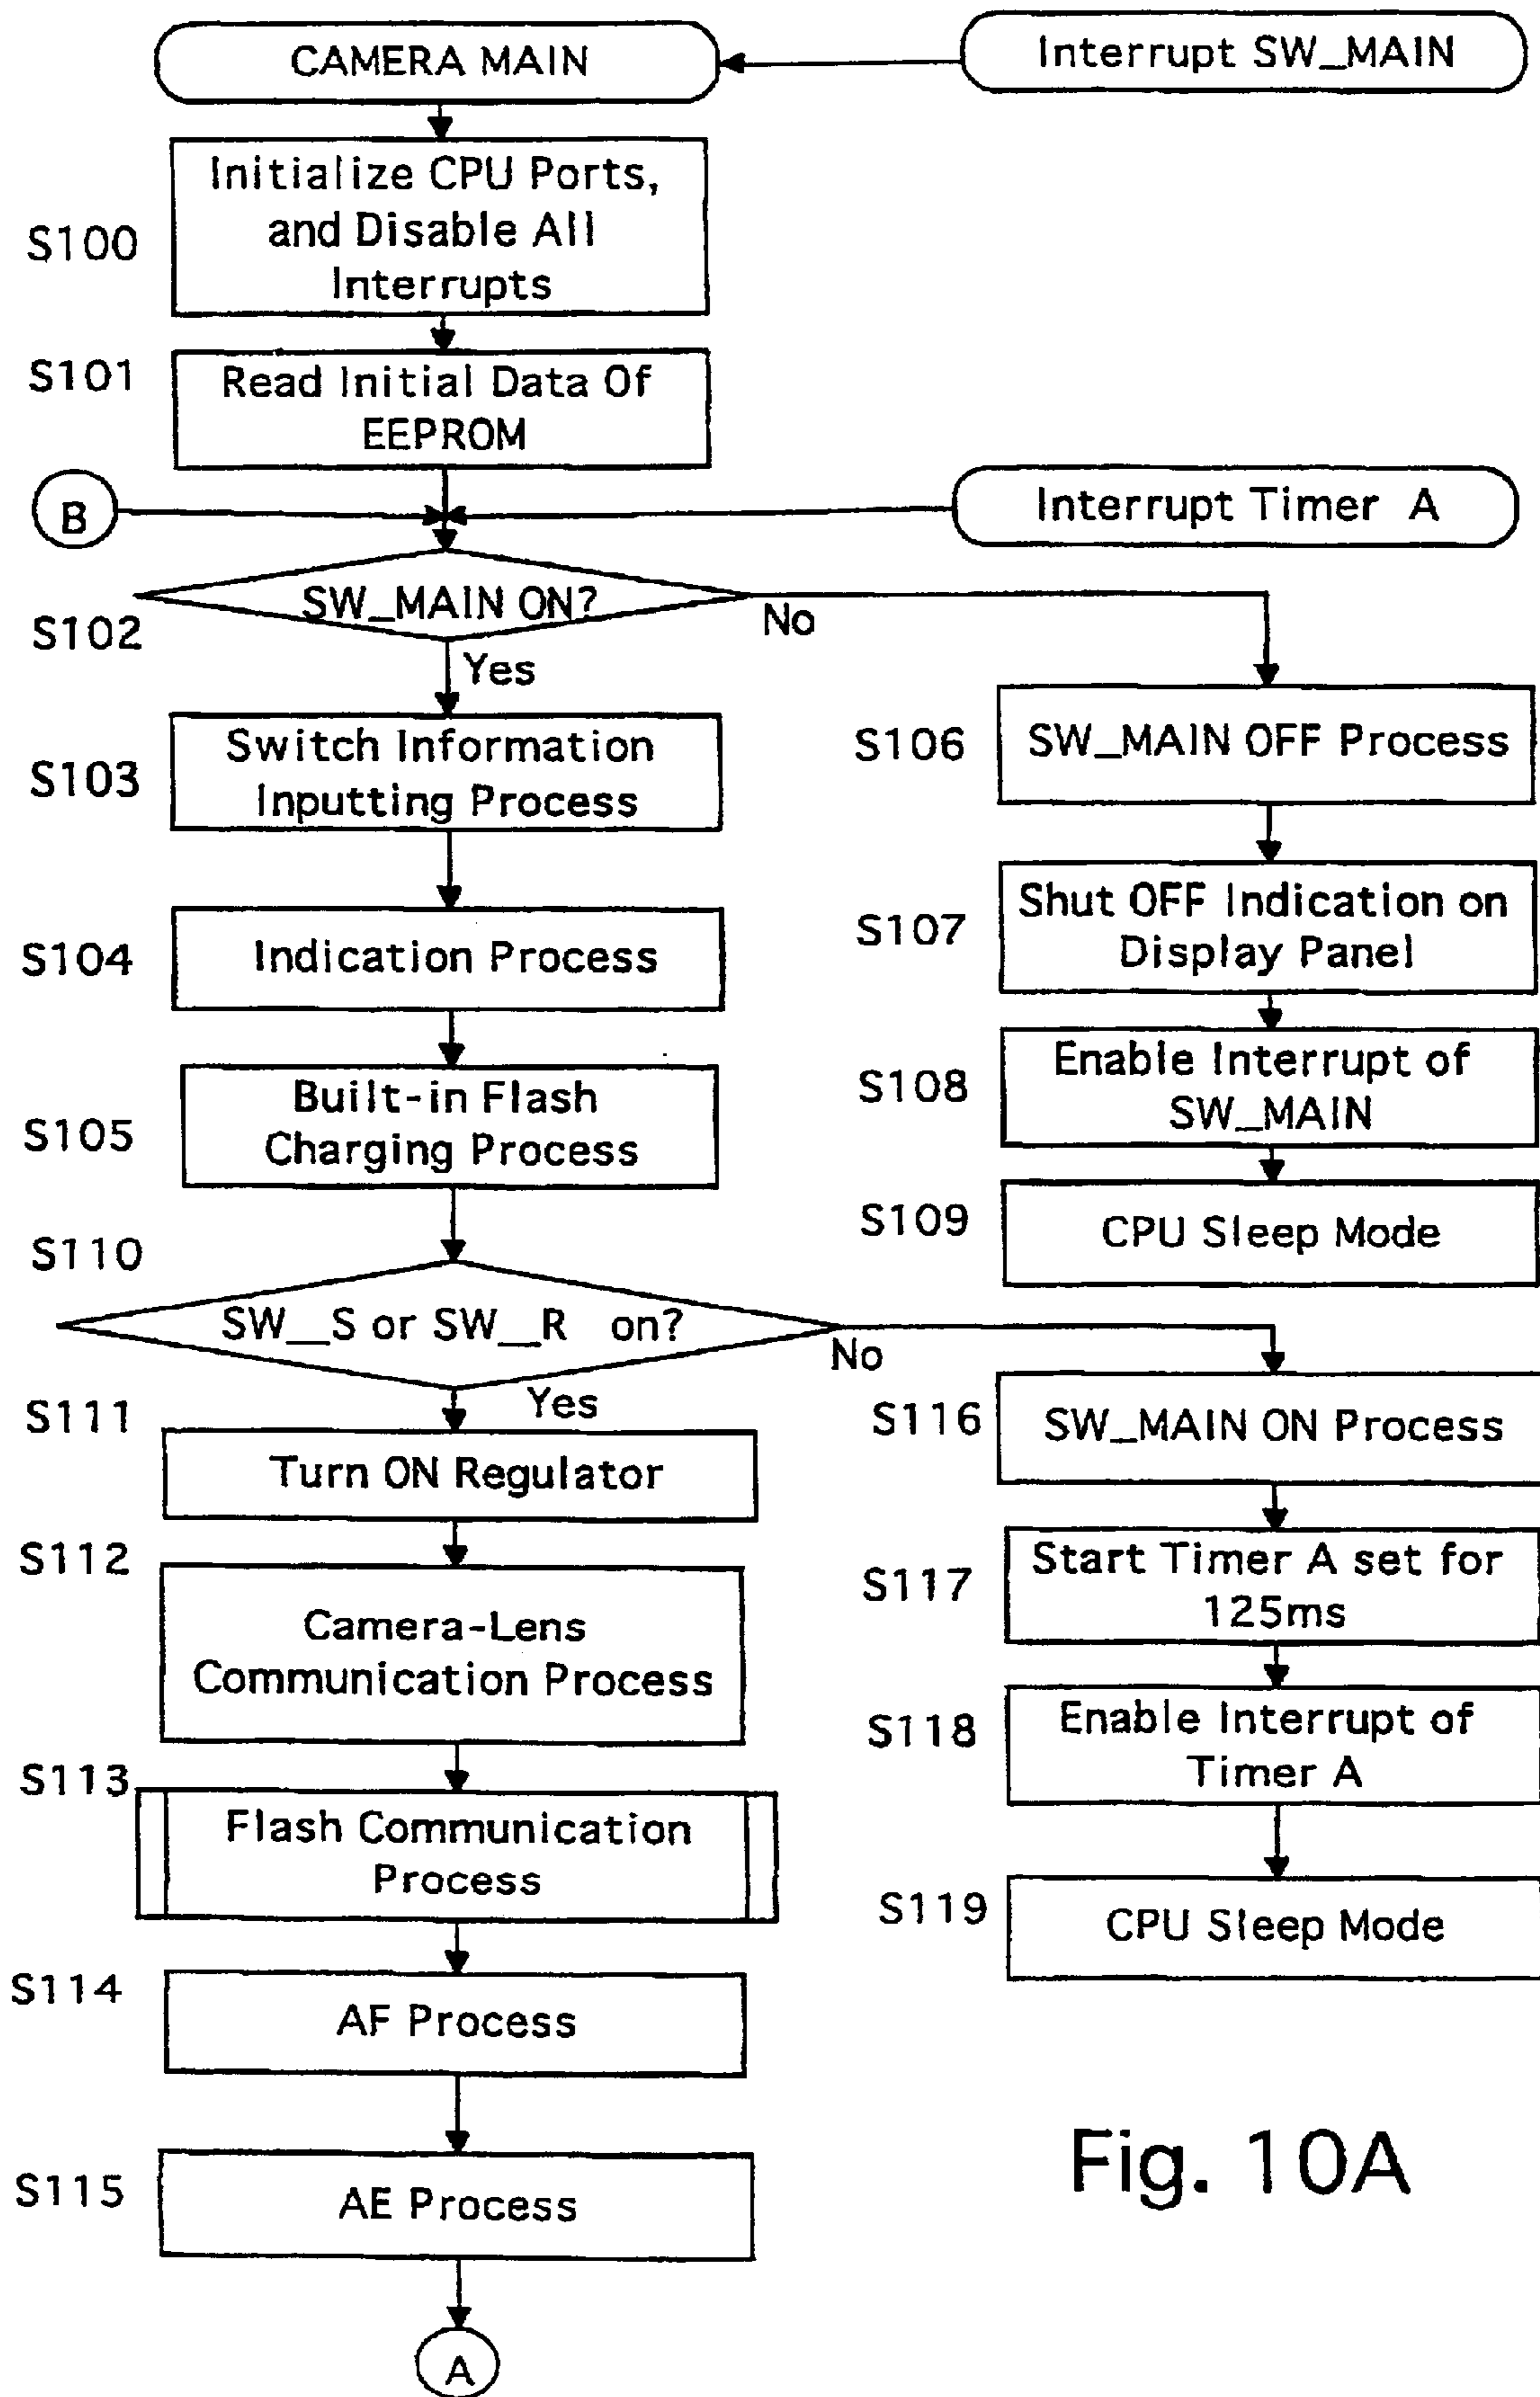 CAMERA MAIN
Interrupt SW_MAIN
S100
Initialize CPU Ports,
and Disable All
Interrupts
S101
Read Initial Data Of
EEPROM
B
Interrupt Timer A
S102
SW_MAIN ON?
No
Yes
S103
Switch Information
Inputting Process
S106
SW_MAIN OFF Process
S104
Indication Process
S107
Shut OFF Indication on
Display Panel
S105
Built-in Flash
Charging Process
S108
Enable Interrupt of
SW_MAIN
S109
CPU Sleep Mode
S110
SW__S or SW__R on?
No
Yes
S111
Turn ON Regulator
S116
SW_MAIN ON Process
S112
Camera-Lens
Communication Process
S117
Start Timer A set for
125ms
S113
Flash Communication
Process
S118
Enable Interrupt of
Timer A
S114
AF Process
S119
CPU Sleep Mode
S115
AE Process
A
Fig. 10A